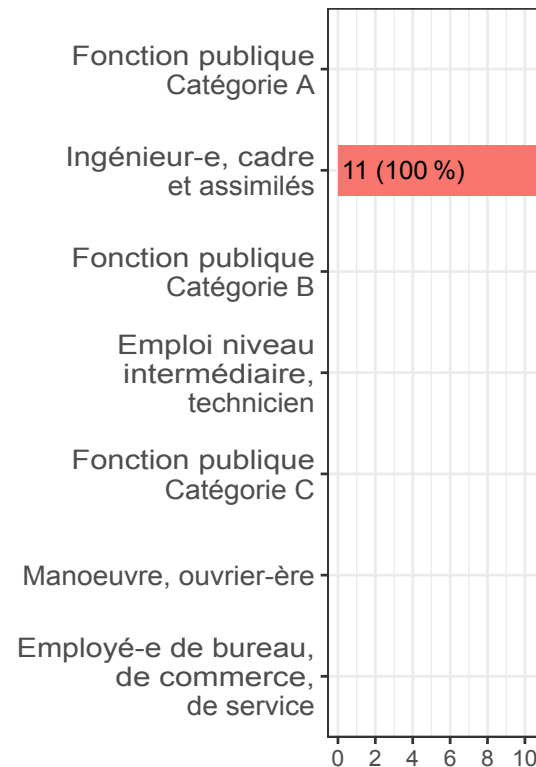 Fonction publique
Catégorie A
Ingénieur-e, cadre
et assimilés
11 (100 %)
Fonction publique
Catégorie B
Emploi niveau
intermédiaire,
technicien
Fonction publique
Catégorie C
Manoeuvre, ouvrier-ère
Employé-e de bureau,
de commerce,
de service
0 2 4 6 8 10